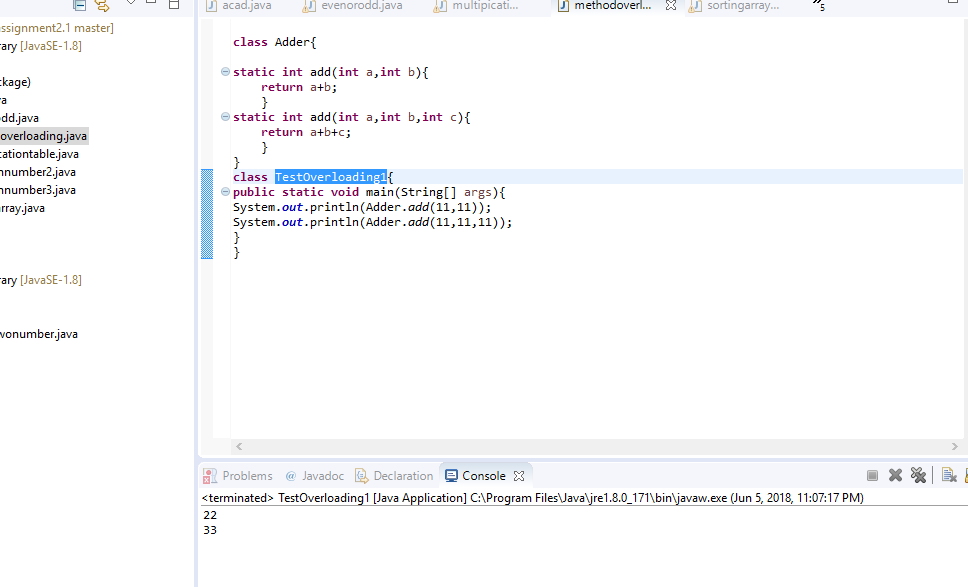 ssignment2.1 master]
rary [JavaSE-1.8]
ckage)
va
dd.java
overloading.java
cationtable.java
nnumber2.java
nnumber3.java
rray.java
rary [JavaSE-1.8]
wonumber.java
acad.java evenorodd.java multipicati... methodoverl... sortingarray... 5
class Adder{
static int add(int a,int b){
return a+b;
}
static int add(int a,int b,int c){
return a+b+c;
}
}
class TestOverloading1{
public static void main(String[] args){
System.out.println(Adder.add(11,11));
System.out.println(Adder.add(11,11,11));
}
}
Problems @ Javadoc Declaration Console
<terminated> TestOverloading1 [Java Application] C:\Program Files\Java\jre1.8.0_171\bin\javaw.exe (Jun 5, 2018, 11:07:17 PM)
22
33